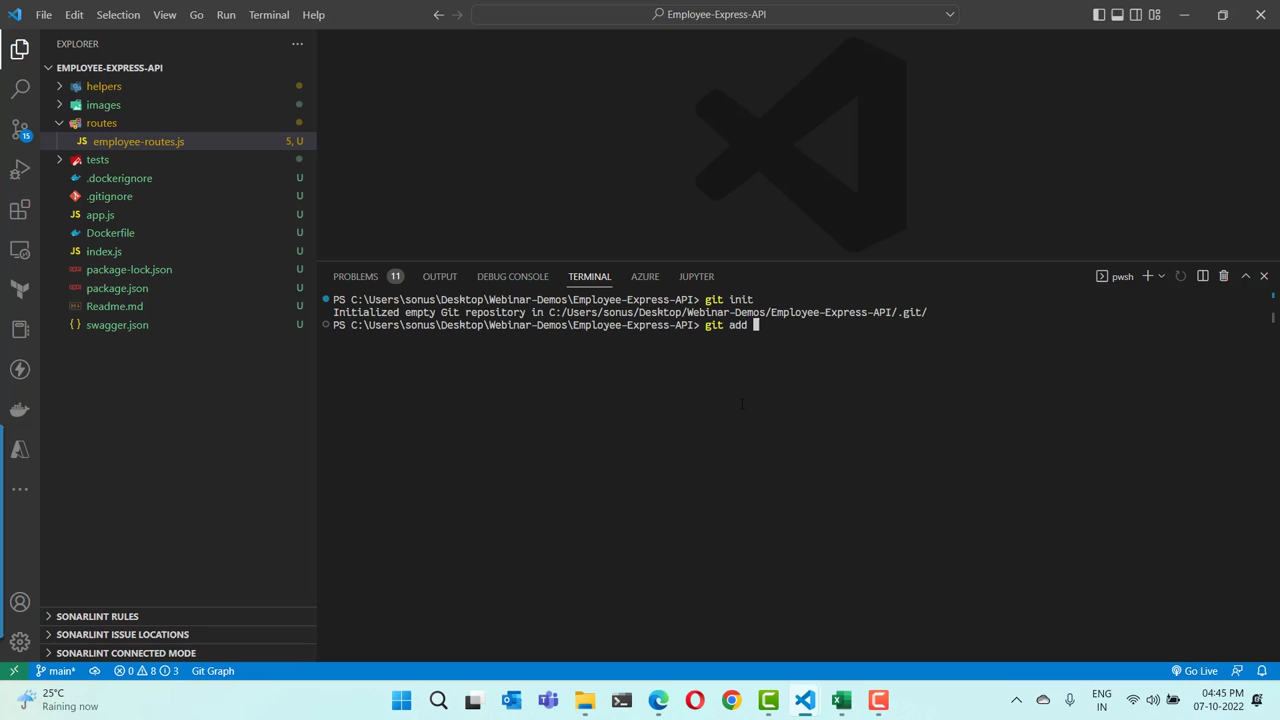 File Edit Selection View Go Run Terminal Help
Employee-Express-API
EXPLORER
EMPLOYEE-EXPRESS-API
helpers
images
routes
JS employee-routes.js 5, U
tests
.dockerignore U
.gitignore U
JS app.js U
Dockerfile U
JS index.js U
package-lock.json U
package.json U
Readme.md U
{ } swagger.json U
15
SONARLINT RULES
SONARLINT ISSUE LOCATIONS
SONARLINT CONNECTED MODE
PROBLEMS 11 OUTPUT DEBUG CONSOLE TERMINAL AZURE JUPYTER
pwsh
PS C:\Users\sonus\Desktop\Webinar-Demos\Employee-Express-API> git init
Initialized empty Git repository in C:/Users/sonus/Desktop/Webinar-Demos/Employee-Express-API/.git/
PS C:\Users\sonus\Desktop\Webinar-Demos\Employee-Express-API> git add
main* 0 8 3 Git Graph
Go Live
25°C
Raining now
ENG
IN
04:45 PM
07-10-2022